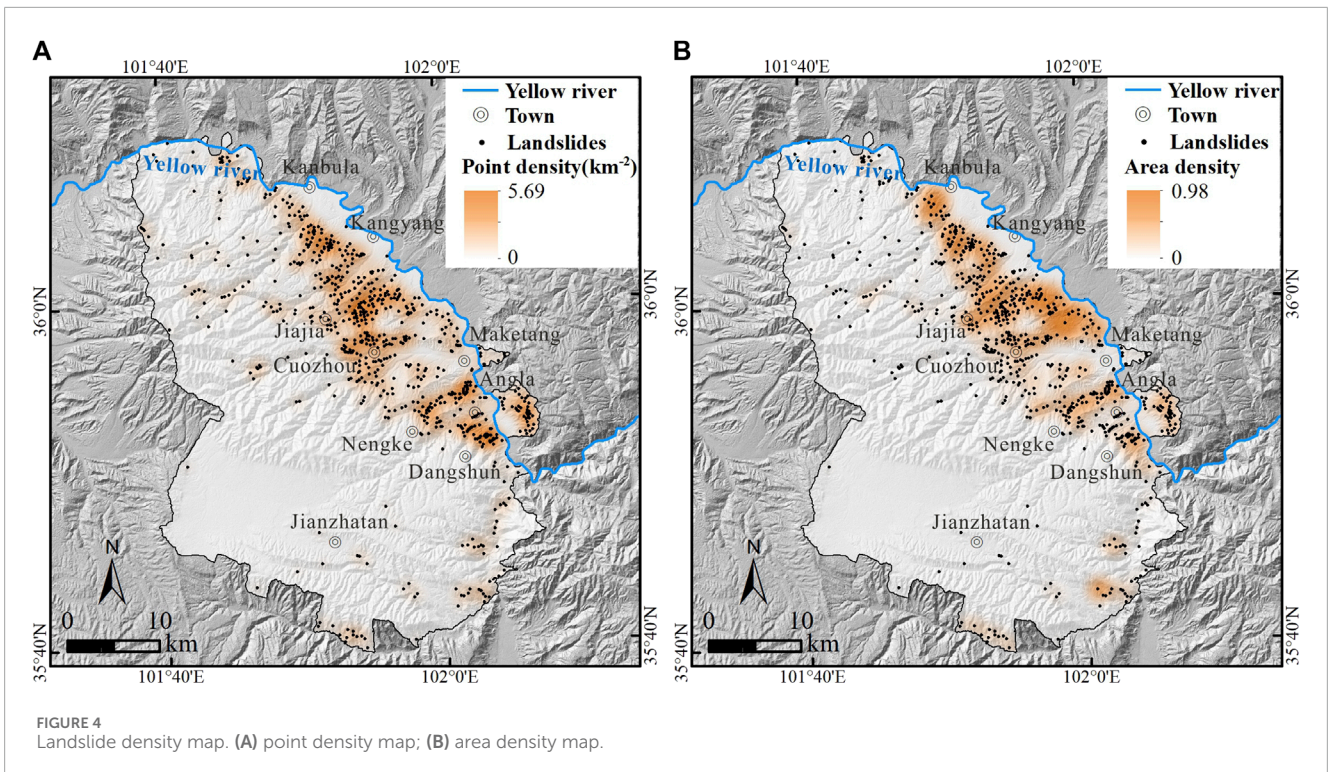 A
B
101°40'E
102°0'E
101°40'E
102°0'E
Yellow river
Town
Landslides
Point density(km-2)
5.69
0
Yellow river
Town
Landslides
Area density
0.98
0
Yellow river
Kanbula
Kangyang
Jiajia
Maketang
Cuozhou
Angla
Nengke
Dangshun
Jianzhatan
N
0 10
km
36°0'N
35°40'N
101°40'E
102°0'E
Yellow river
Kanbula
Kangyang
36°0'N
36°0'N
Jiajia
Maketang
Cuozhou
Angla
Nengke
Dangshun
Jianzhatan
N
0 10
km
35°40'N
35°40'N
35°40'N
101°40'E
102°0'E
FIGURE 4
Landslide density map. (A) point density map; (B) area density map.